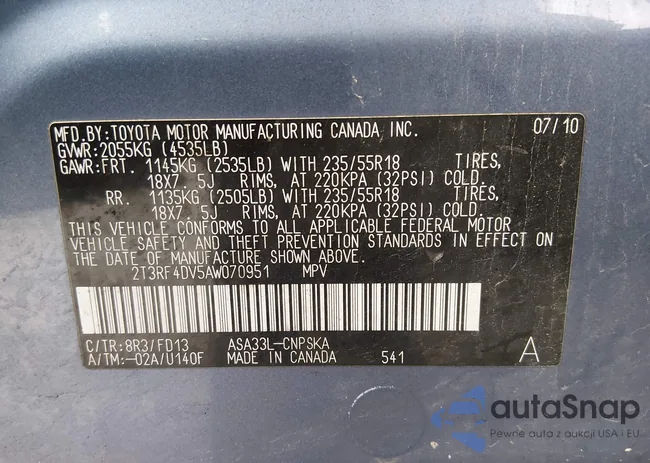 MFD.BY:TOYOTA MOTOR MANUFACTURING CANADA INC. 07/10
GVWR:2055KG (4535LB)
GAWR:FRT. 1145KG (2535LB) WITH 235/55R18 TIRES,
18X7. 5J RIMS, AT 220KPA (32PSI) COLD.
RR. 1135KG (2505LB) WITH 235/55R18 TIRES,
18X7. 5J RIMS, AT 220KPA (32PSI) COLD.
THIS VEHICLE CONFORMS TO ALL APPLICABLE FEDERAL MOTOR
VEHICLE SAFETY AND THEFT PREVENTION STANDARDS IN EFFECT ON
THE DATE OF MANUFACTURE SHOWN ABOVE.
2T3RF4DV5AW070951 MPV
C/TR:8R3/FD13 ASA33L-CNPSKA
A/TM:-02A/U140F MADE IN CANADA 541 A
autaSnap
Pewne auta z aukcji USA i EU